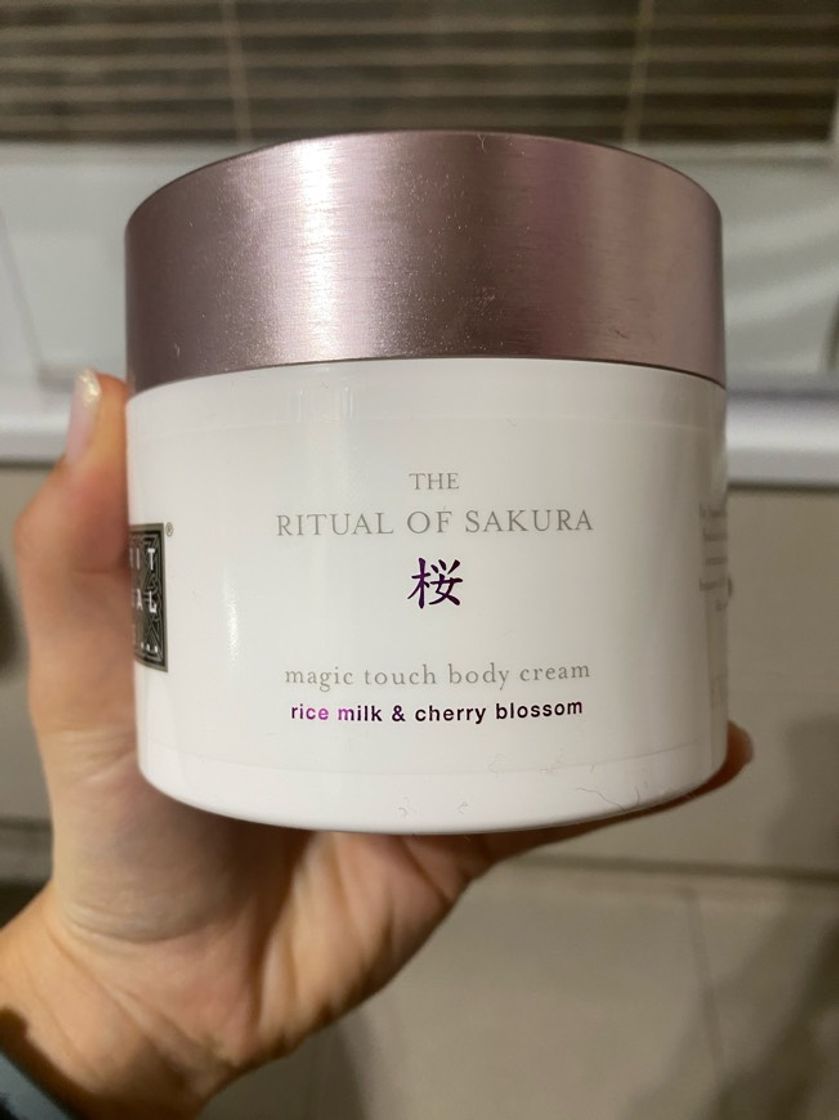 THE
RITUAL OF SAKURA
桜
magic touch body cream
rice milk & cherry blossom